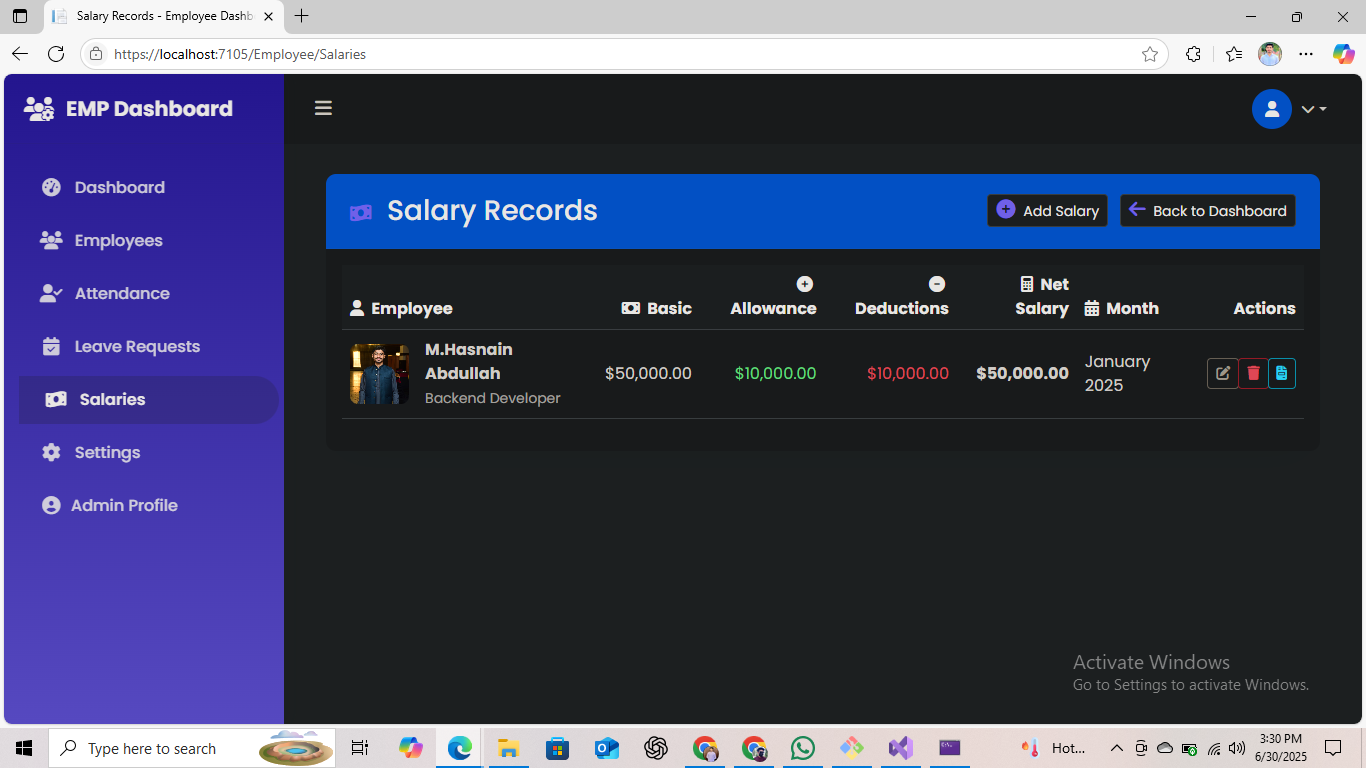 Salary Records - Employee Dashb
https://localhost:7105/Employee/Salaries
EMP Dashboard
Dashboard
Employees
Attendance
Leave Requests
Salaries
Settings
Admin Profile
Salary Records
Add Salary
Back to Dashboard
Employee
Basic
Allowance
Deductions
Net
Salary
Month
Actions
M.Hasnain
Abdullah
Backend Developer
$50,000.00
$10,000.00
$10,000.00
$50,000.00
January
2025
Activate Windows
Go to Settings to activate Windows.
Type here to search
Hot...
3:30 PM
6/30/2025